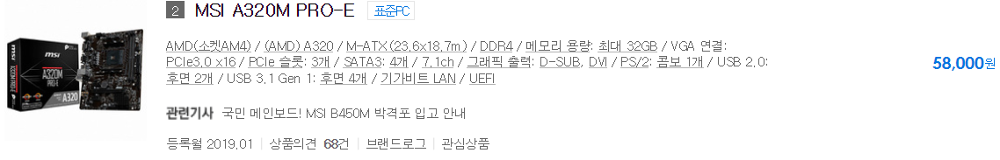 2 MSI A320M PRO-E 표준PC
AMD(소켓AM4) / (AMD) A320 / M-ATX (23.6x18.7m) / DDR4 / 메모리 용량: 최대 32GB / VGA 연결:
PCIe3.0 x16 / PCIe 슬롯: 3개 / SATA3: 4개 / 7.1ch / 그래픽 출력: D-SUB, DVI / PS/2: 콤보 1개 / USB 2.0:
후면 2개 / USB 3.1 Gen 1: 후면 4개 / 기가비트 LAN / UEFI
58,000원
관련기사 국민 메인보드! MSI B450M 박격포 입고 안내
등록월 2019.01 | 상품의견 68건 | 브랜드로그 | 관심상품
msi
A320M
PRO-E
A320